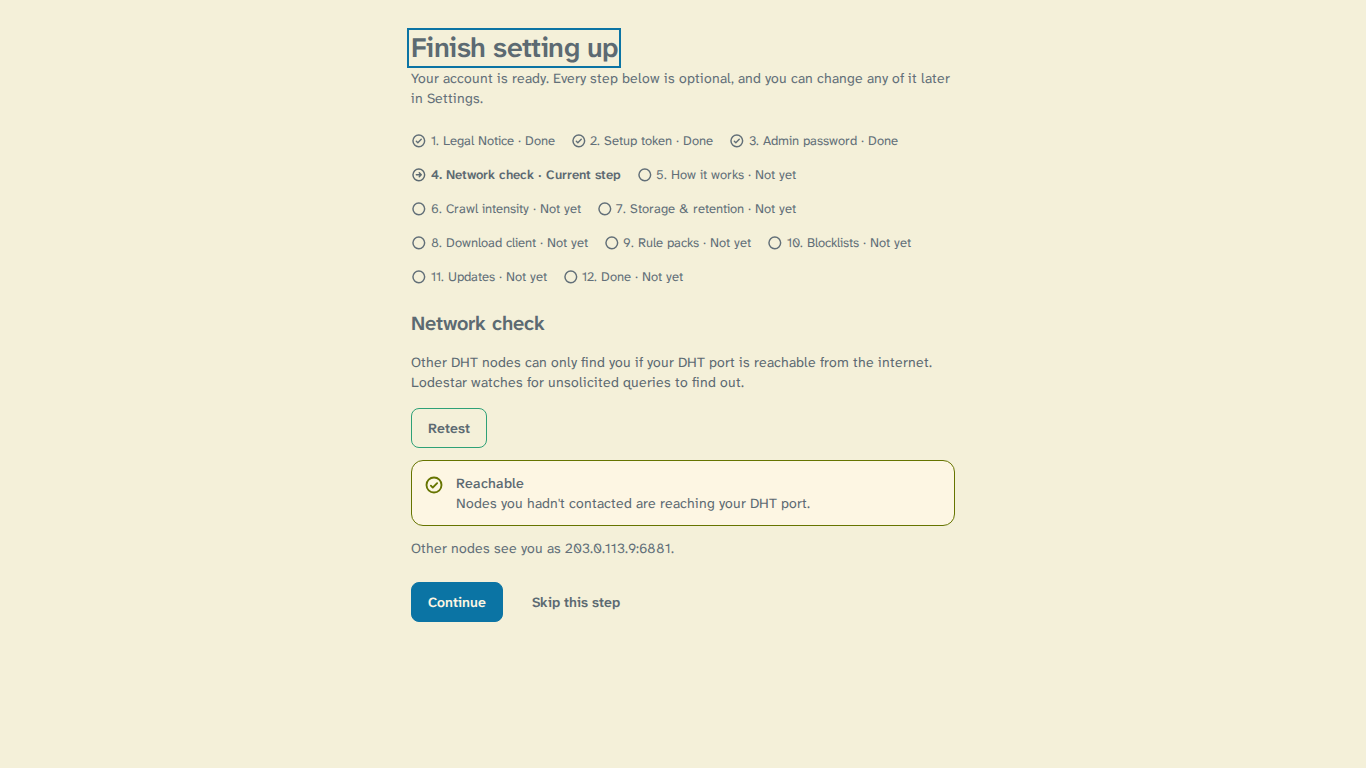 Finish setting up
Your account is ready. Every step below is optional, and you can change any of it later
in Settings.
1. Legal Notice · Done 2. Setup token · Done 3. Admin password · Done
4. Network check · Current step 5. How it works · Not yet
6. Crawl intensity · Not yet 7. Storage & retention · Not yet
8. Download client · Not yet 9. Rule packs · Not yet 10. Blocklists · Not yet
11. Updates · Not yet 12. Done · Not yet
Network check
Other DHT nodes can only find you if your DHT port is reachable from the internet.
Lodestar watches for unsolicited queries to find out.
Retest
Reachable
Nodes you hadn't contacted are reaching your DHT port.
Other nodes see you as 203.0.113.9:6881.
Continue Skip this step